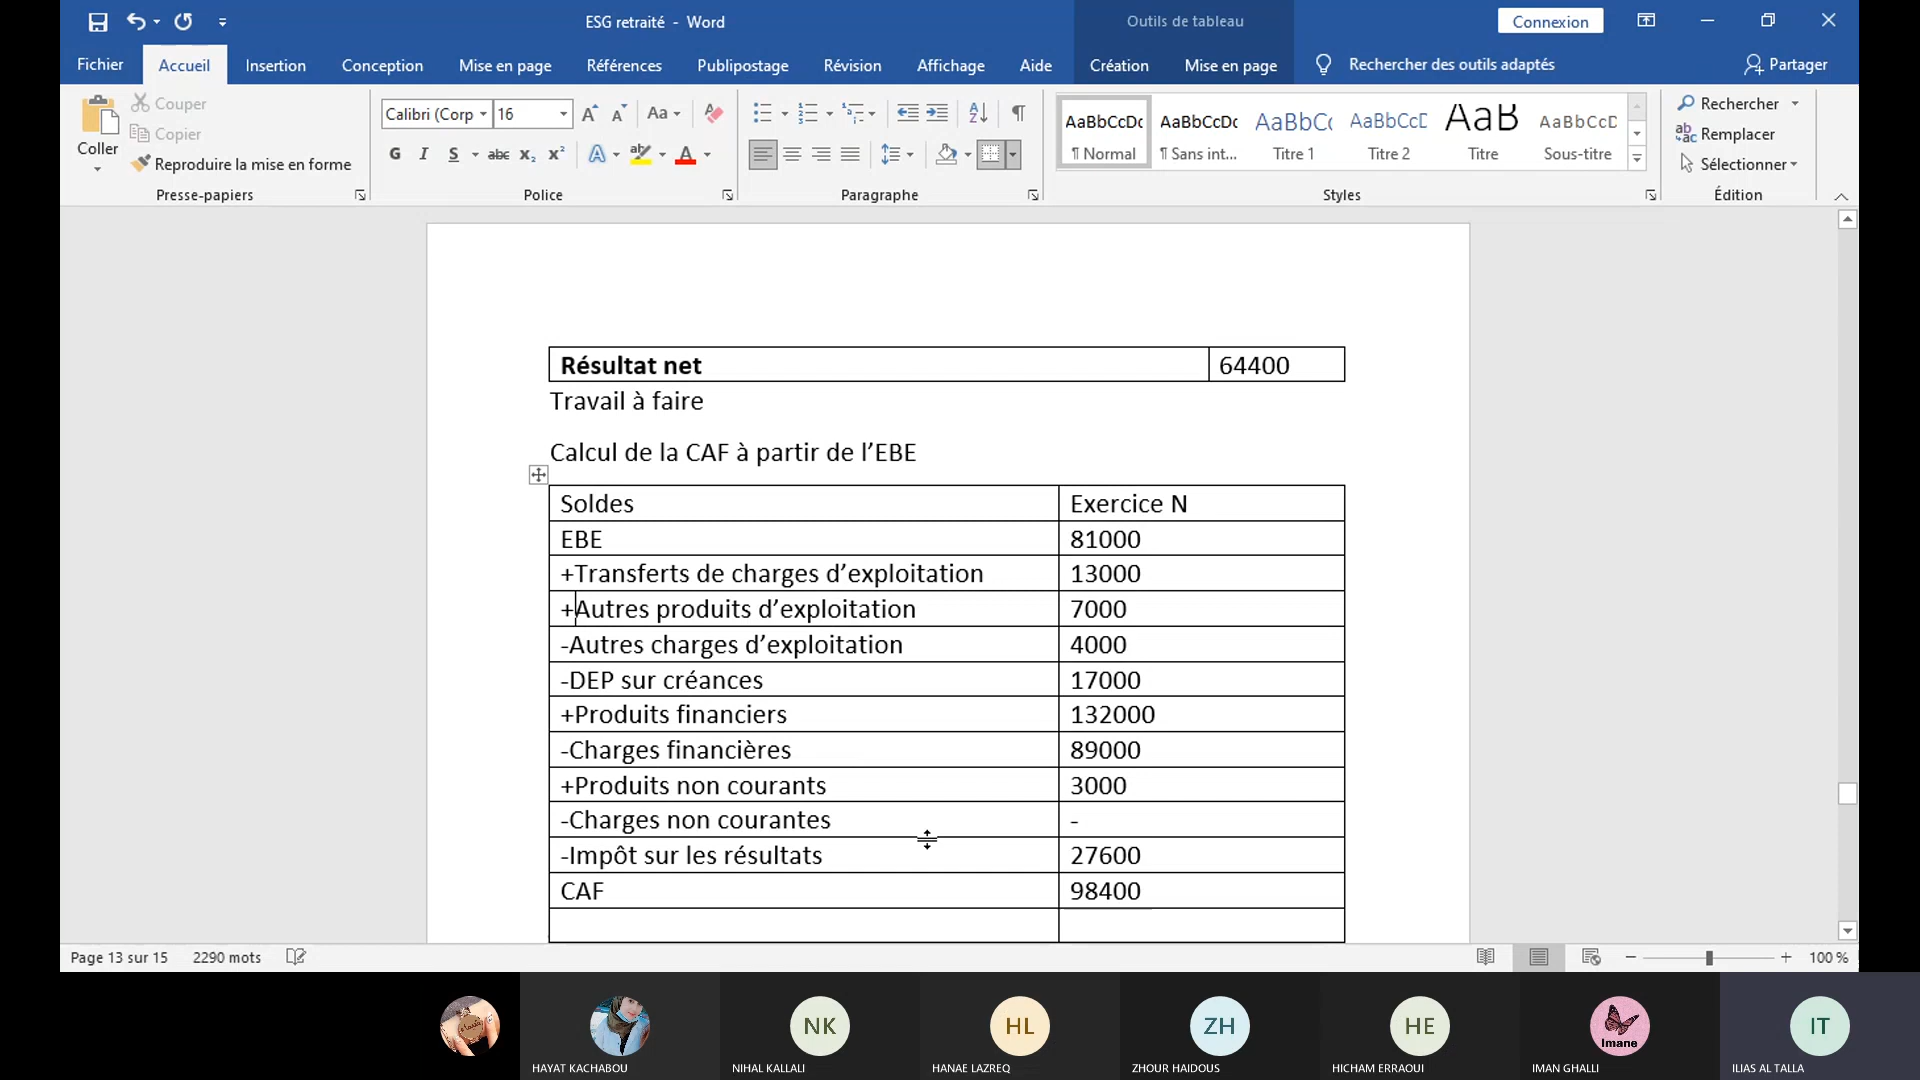 ESG retraité - Word
Outils de tableau
Connexion
Fichier
Accueil
Insertion
Conception
Mise en page
Références
Publipostage
Révision
Affichage
Aide
Création
Mise en page
Rechercher des outils adaptés
Partager
Coller
Couper
Copier
Reproduire la mise en forme
Presse-papiers
Calibri (Corp
16
Aa
G I S abc x₂ x²
Police
Paragraphe
AaBbCcDc
¶ Normal
AaBbCcDc
¶ Sans int...
AaBbCc
Titre 1
AaBbCcD
Titre 2
AaB
Titre
AaBbCcD
Sous-titre
Styles
Rechercher
Remplacer
Sélectionner
Édition
Résultat net 64400
Travail à faire
Calcul de la CAF à partir de l’EBE
Soldes Exercice N
EBE 81000
+Transferts de charges d’exploitation 13000
+Autres produits d’exploitation 7000
-Autres charges d’exploitation 4000
-DEP sur créances 17000
+Produits financiers 132000
-Charges financières 89000
+Produits non courants 3000
-Charges non courantes -
-Impôt sur les résultats 27600
CAF 98400
Page 13 sur 15
2290 mots
100 %
NK
HL
ZH
HE
Imane
IT
HAYAT KACHABOU
NIHAL KALLALI
HANAE LAZREQ
ZHOUR HAIDOUS
HICHAM ERRAOUI
IMAN GHALLI
ILIAS AL TALLA